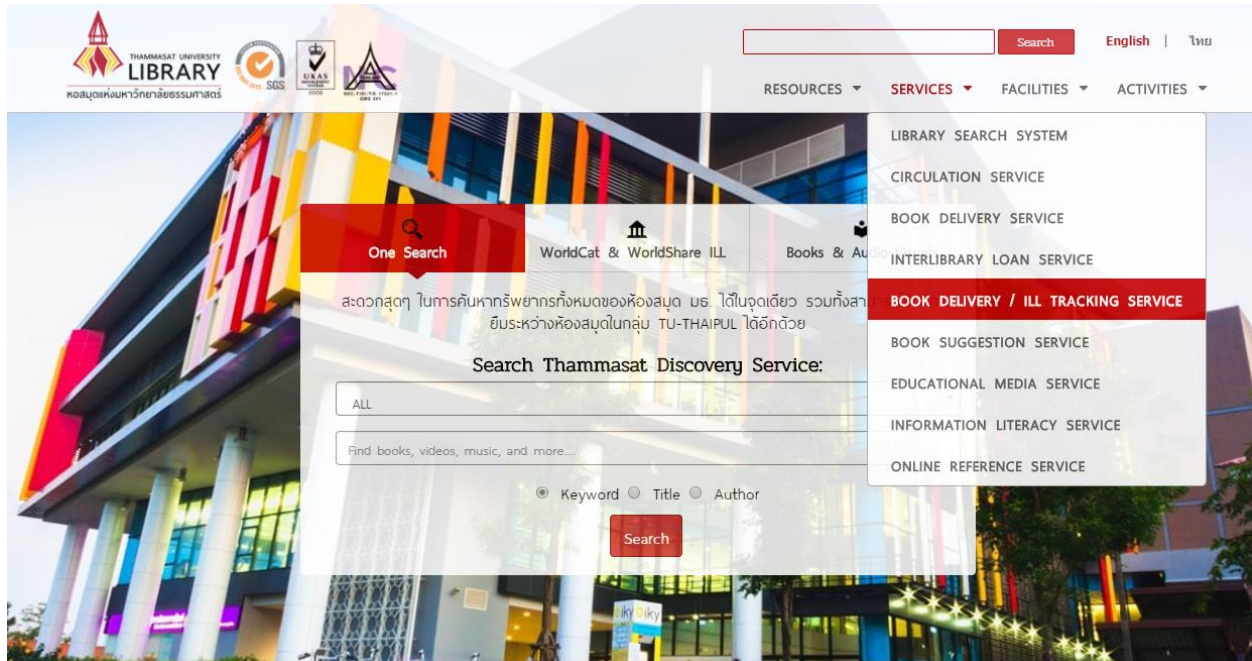 THAMMASAT UNIVERSITY
LIBRARY
หอสมุดแห่งมหาวิทยาลัยธรรมศาสตร์
SGS
UKAS
MANAGEMENT
SYSTEMS
Search
English | ไทย
RESOURCES
SERVICES
FACILITIES
ACTIVITIES
LIBRARY SEARCH SYSTEM
CIRCULATION SERVICE
BOOK DELIVERY SERVICE
INTERLIBRARY LOAN SERVICE
BOOK DELIVERY / ILL TRACKING SERVICE
BOOK SUGGESTION SERVICE
EDUCATIONAL MEDIA SERVICE
INFORMATION LITERACY SERVICE
ONLINE REFERENCE SERVICE
One Search
WorldCat & WorldShare ILL
Books &
สะดวกสุดๆ ในการค้นหาทรัพยากรทั้งหมดของห้องสมุด มธ. ได้ในจุดเดียว รวมทั้ง
ยืมระหว่างห้องสมุดในกลุ่ม TU-THAIPUL ได้อีกด้วย
Search Thammasat Discovery Service:
ALL
Find books, videos, music, and more....
Keyword Title Author
Search